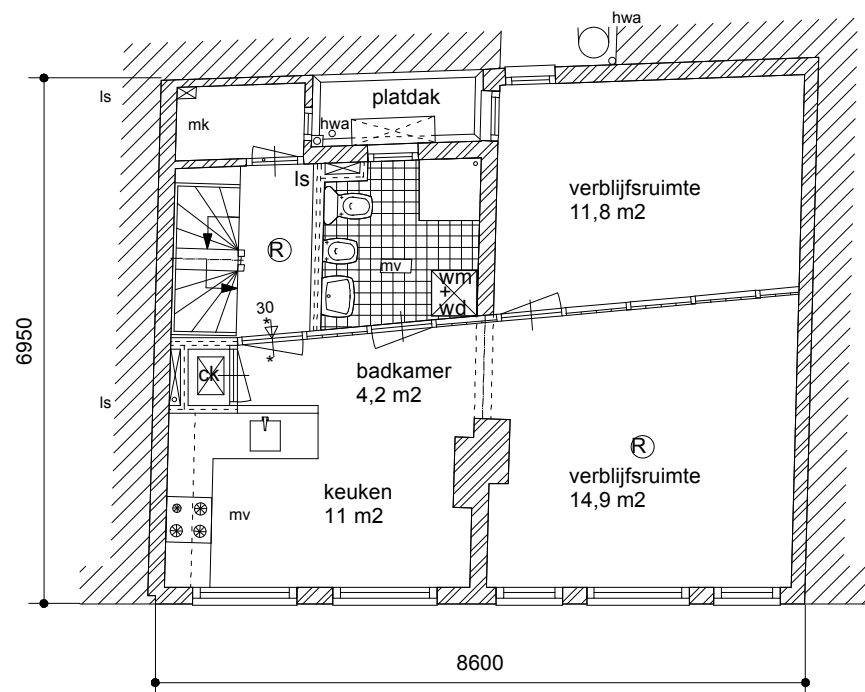 hwa
ls
platdak
mk
hwa
ls
verblijfsruimte
11,8 m2
R
mv
wm
+
wd
30
*
*
6950
ck
badkamer
4,2 m2
ls
R
verblijfsruimte
14,9 m2
keuken
11 m2
mv
8600